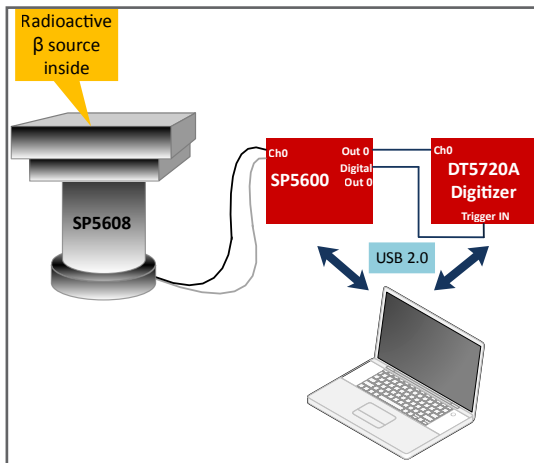 Radioactive
β source
inside
SP5608
Ch0
Out 0
Digital
Out 0
SP5600
Ch0
DT5720A
Digitizer
Trigger IN
USB 2.0